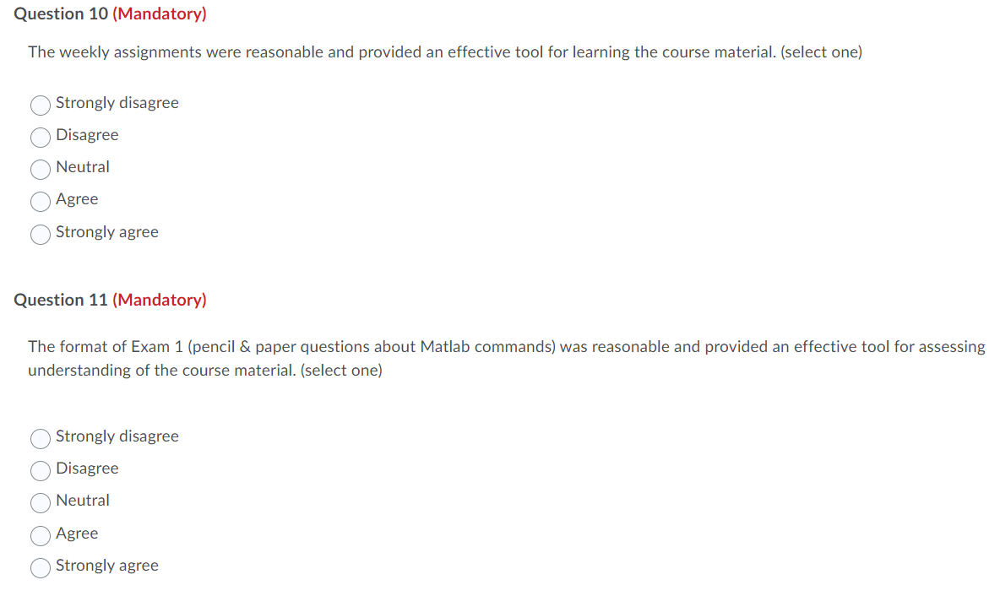 Question 10 (Mandatory)
The weekly assignments were reasonable and provided an effective tool for learning the course material. (select one)
Strongly disagree
Disagree
Neutral
Agree
Strongly agree
Question 11 (Mandatory)
The format of Exam 1 (pencil & paper questions about Matlab commands) was reasonable and provided an effective tool for assessing
understanding of the course material. (select one)
Strongly disagree
Disagree
Neutral
Agree
Strongly agree